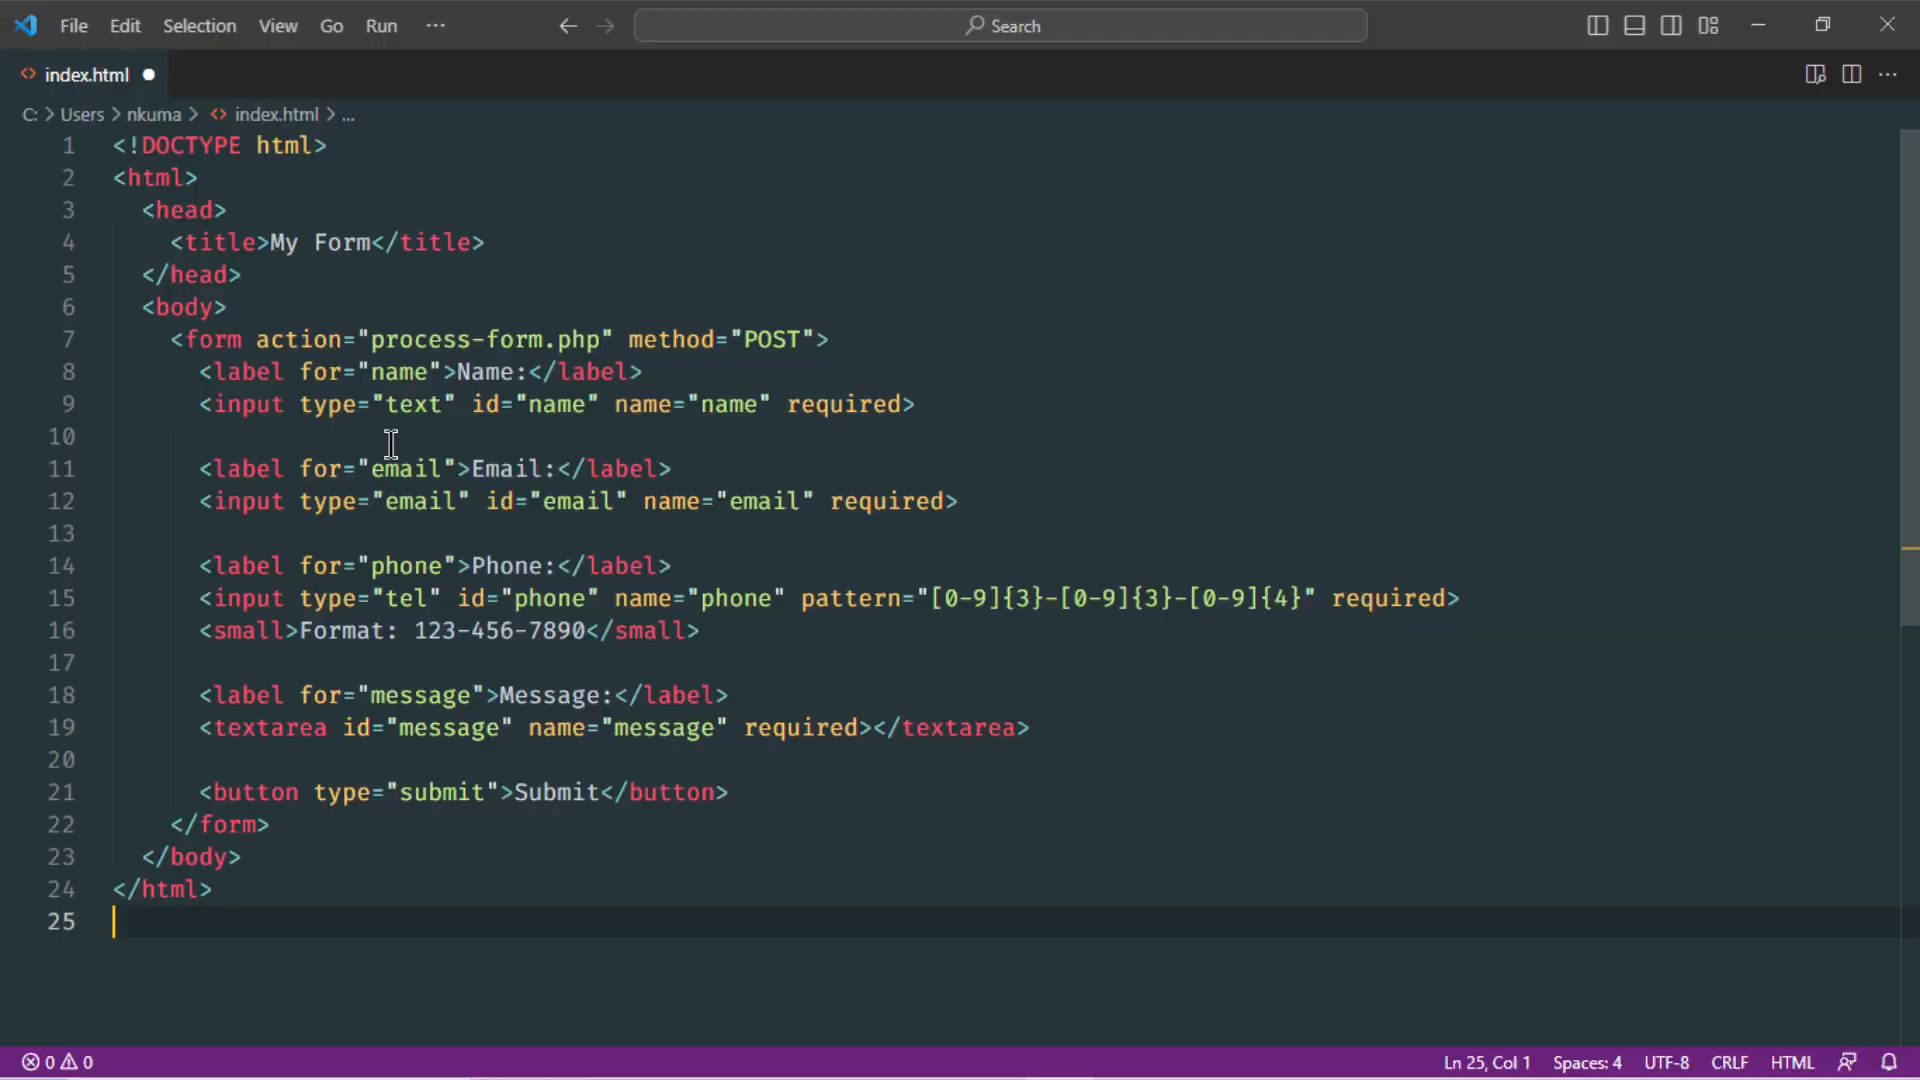 File Edit Selection View Go Run ··· Search
index.html
C: > Users > nkuma > index.html > ...
1 <!DOCTYPE html>
2 <html>
3 <head>
4 <title>My Form</title>
5 </head>
6 <body>
7 <form action="process-form.php" method="POST">
8 <label for="name">Name:</label>
9 <input type="text" id="name" name="name" required>
10
11 <label for="email">Email:</label>
12 <input type="email" id="email" name="email" required>
13
14 <label for="phone">Phone:</label>
15 <input type="tel" id="phone" name="phone" pattern="[0-9]{3}-[0-9]{3}-[0-9]{4}" required>
16 <small>Format: 123-456-7890</small>
17
18 <label for="message">Message:</label>
19 <textarea id="message" name="message" required></textarea>
20
21 <button type="submit">Submit</button>
22 </form>
23 </body>
24 </html>
25
0 0 Ln 25, Col 1 Spaces: 4 UTF-8 CRLF HTML